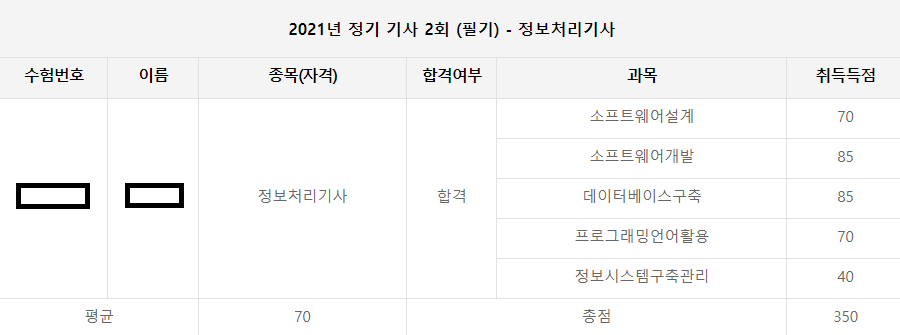 2021년 정기 기사 2회 (필기) - 정보처리기사
수험번호 이름 종목(자격) 합격여부 과목 취득득점
소프트웨어설계 70
소프트웨어개발 85
정보처리기사 합격 데이터베이스구축 85
프로그래밍언어활용 70
정보시스템구축관리 40
평균 70 총점 350